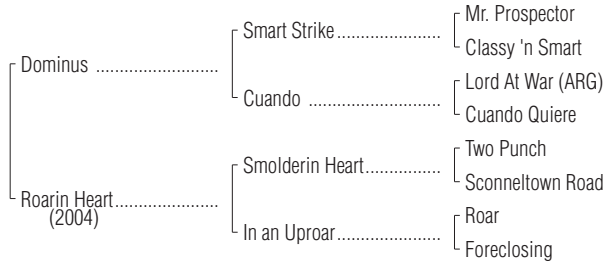 Mr. Prospector
Smart Strike
Classy 'n Smart
Dominus
Lord At War (ARG)
Cuando
Cuando Quiere
Two Punch
Smolderin Heart
Sconneltown Road
Roarin Heart
(2004)
Roar
In an Uproar
Foreclosing